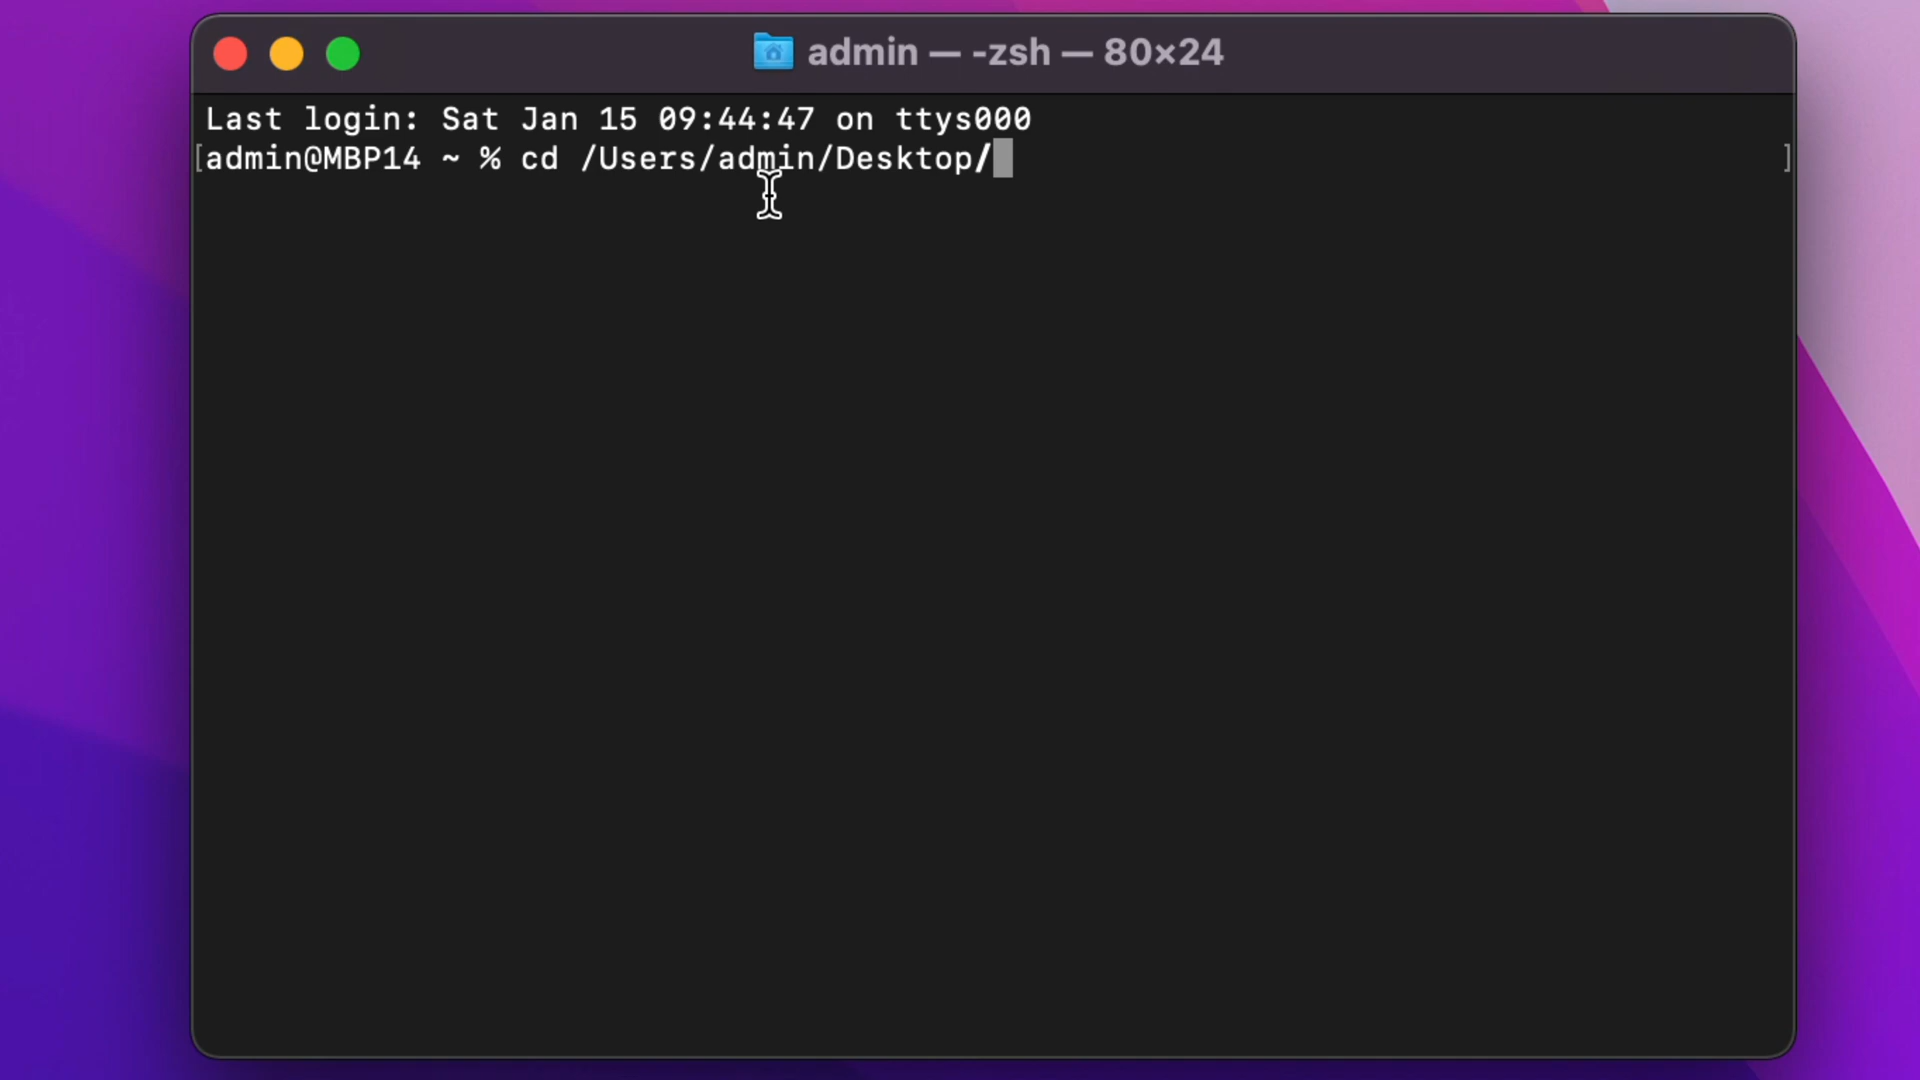 admin — -zsh — 80×24
Last login: Sat Jan 15 09:44:47 on ttys000
[admin@MBP14 ~ % cd /Users/admin/Desktop/ ]